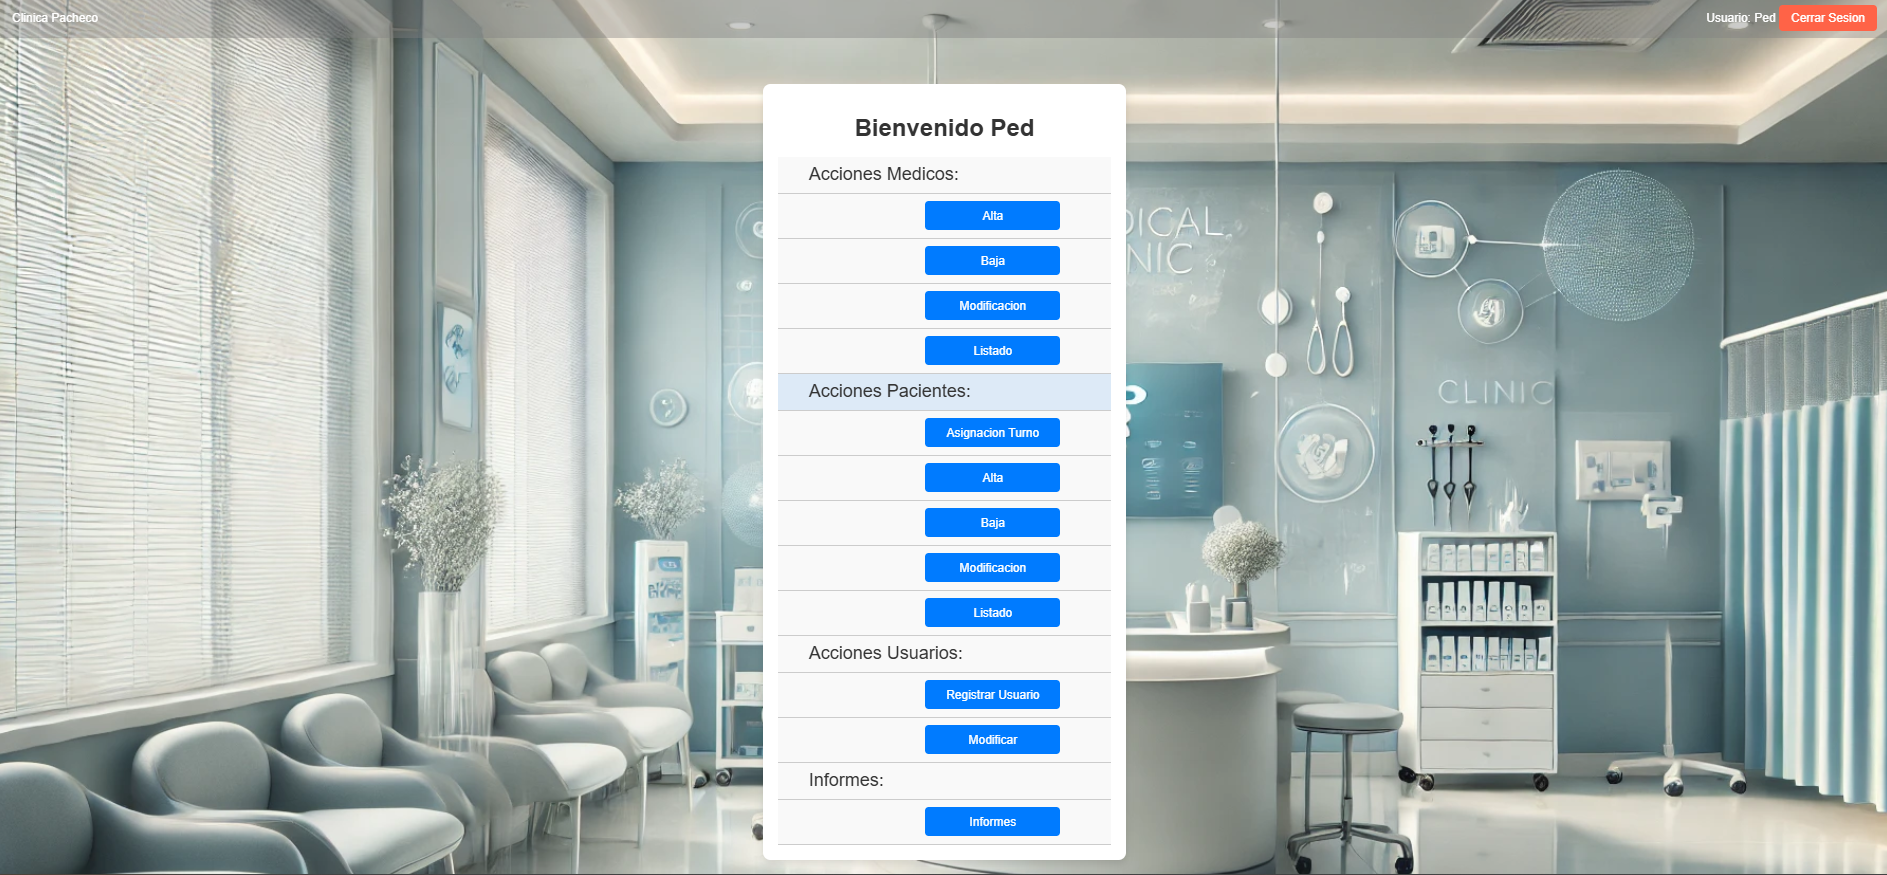 Clinica Pacheco
Usuario: Ped
Cerrar Sesion
Bienvenido Ped
Acciones Medicos:
Alta
Baja
Modificacion
Listado
Acciones Pacientes:
Asignacion Turno
Alta
Baja
Modificacion
Listado
Acciones Usuarios:
Registrar Usuario
Modificar
Informes:
Informes
DICAL
NIC
CLINIC